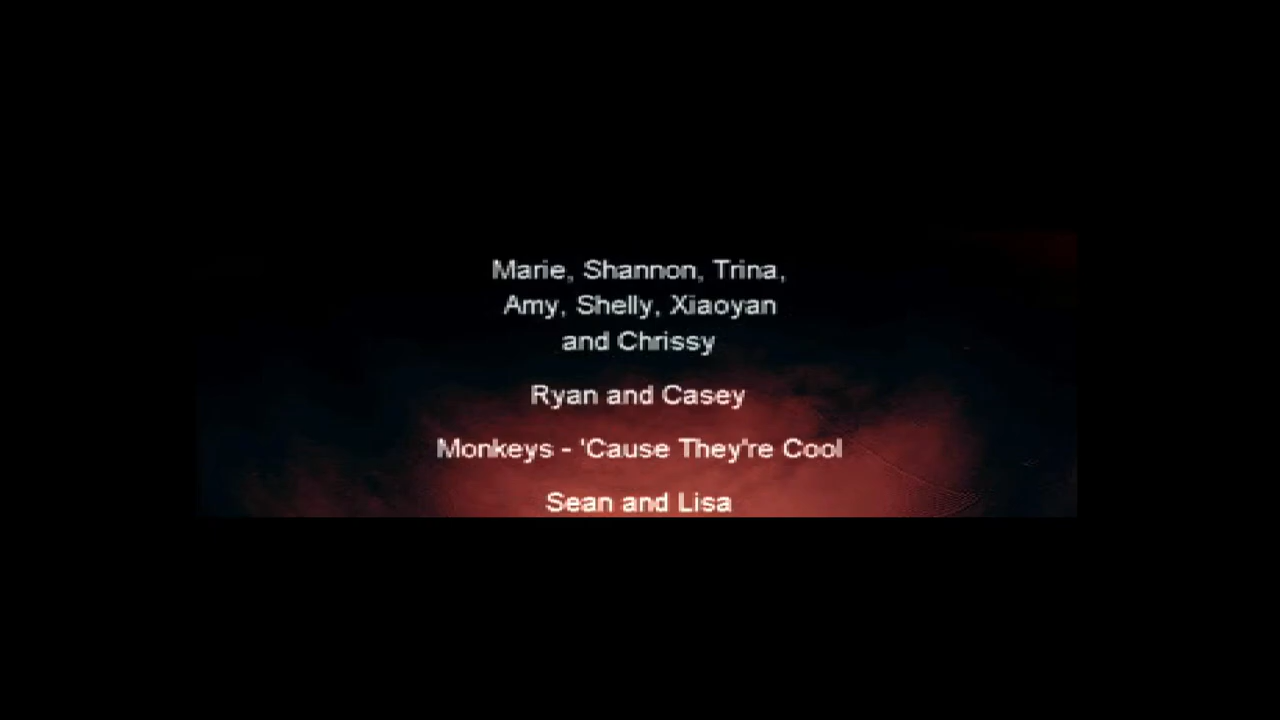 Marie, Shannon, Trina,
Amy, Shelly, Xiaoyan
and Chrissy
Ryan and Casey
Monkeys - 'Cause They're Cool
Sean and Lisa